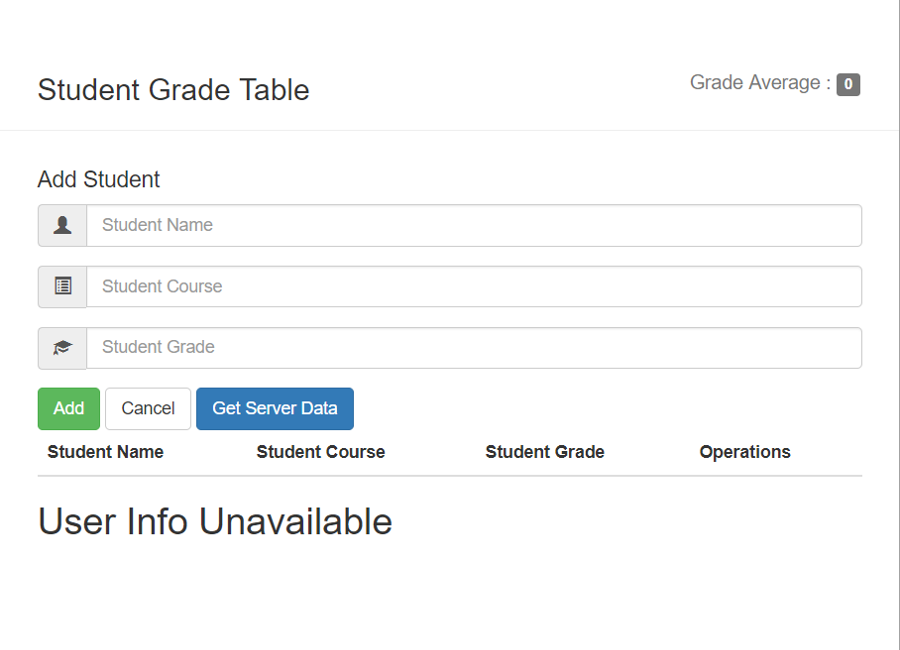 Student Grade Table
Grade Average : 0
Add Student
Student Name
Student Course
Student Grade
Add Cancel Get Server Data
Student Name Student Course Student Grade Operations
User Info Unavailable